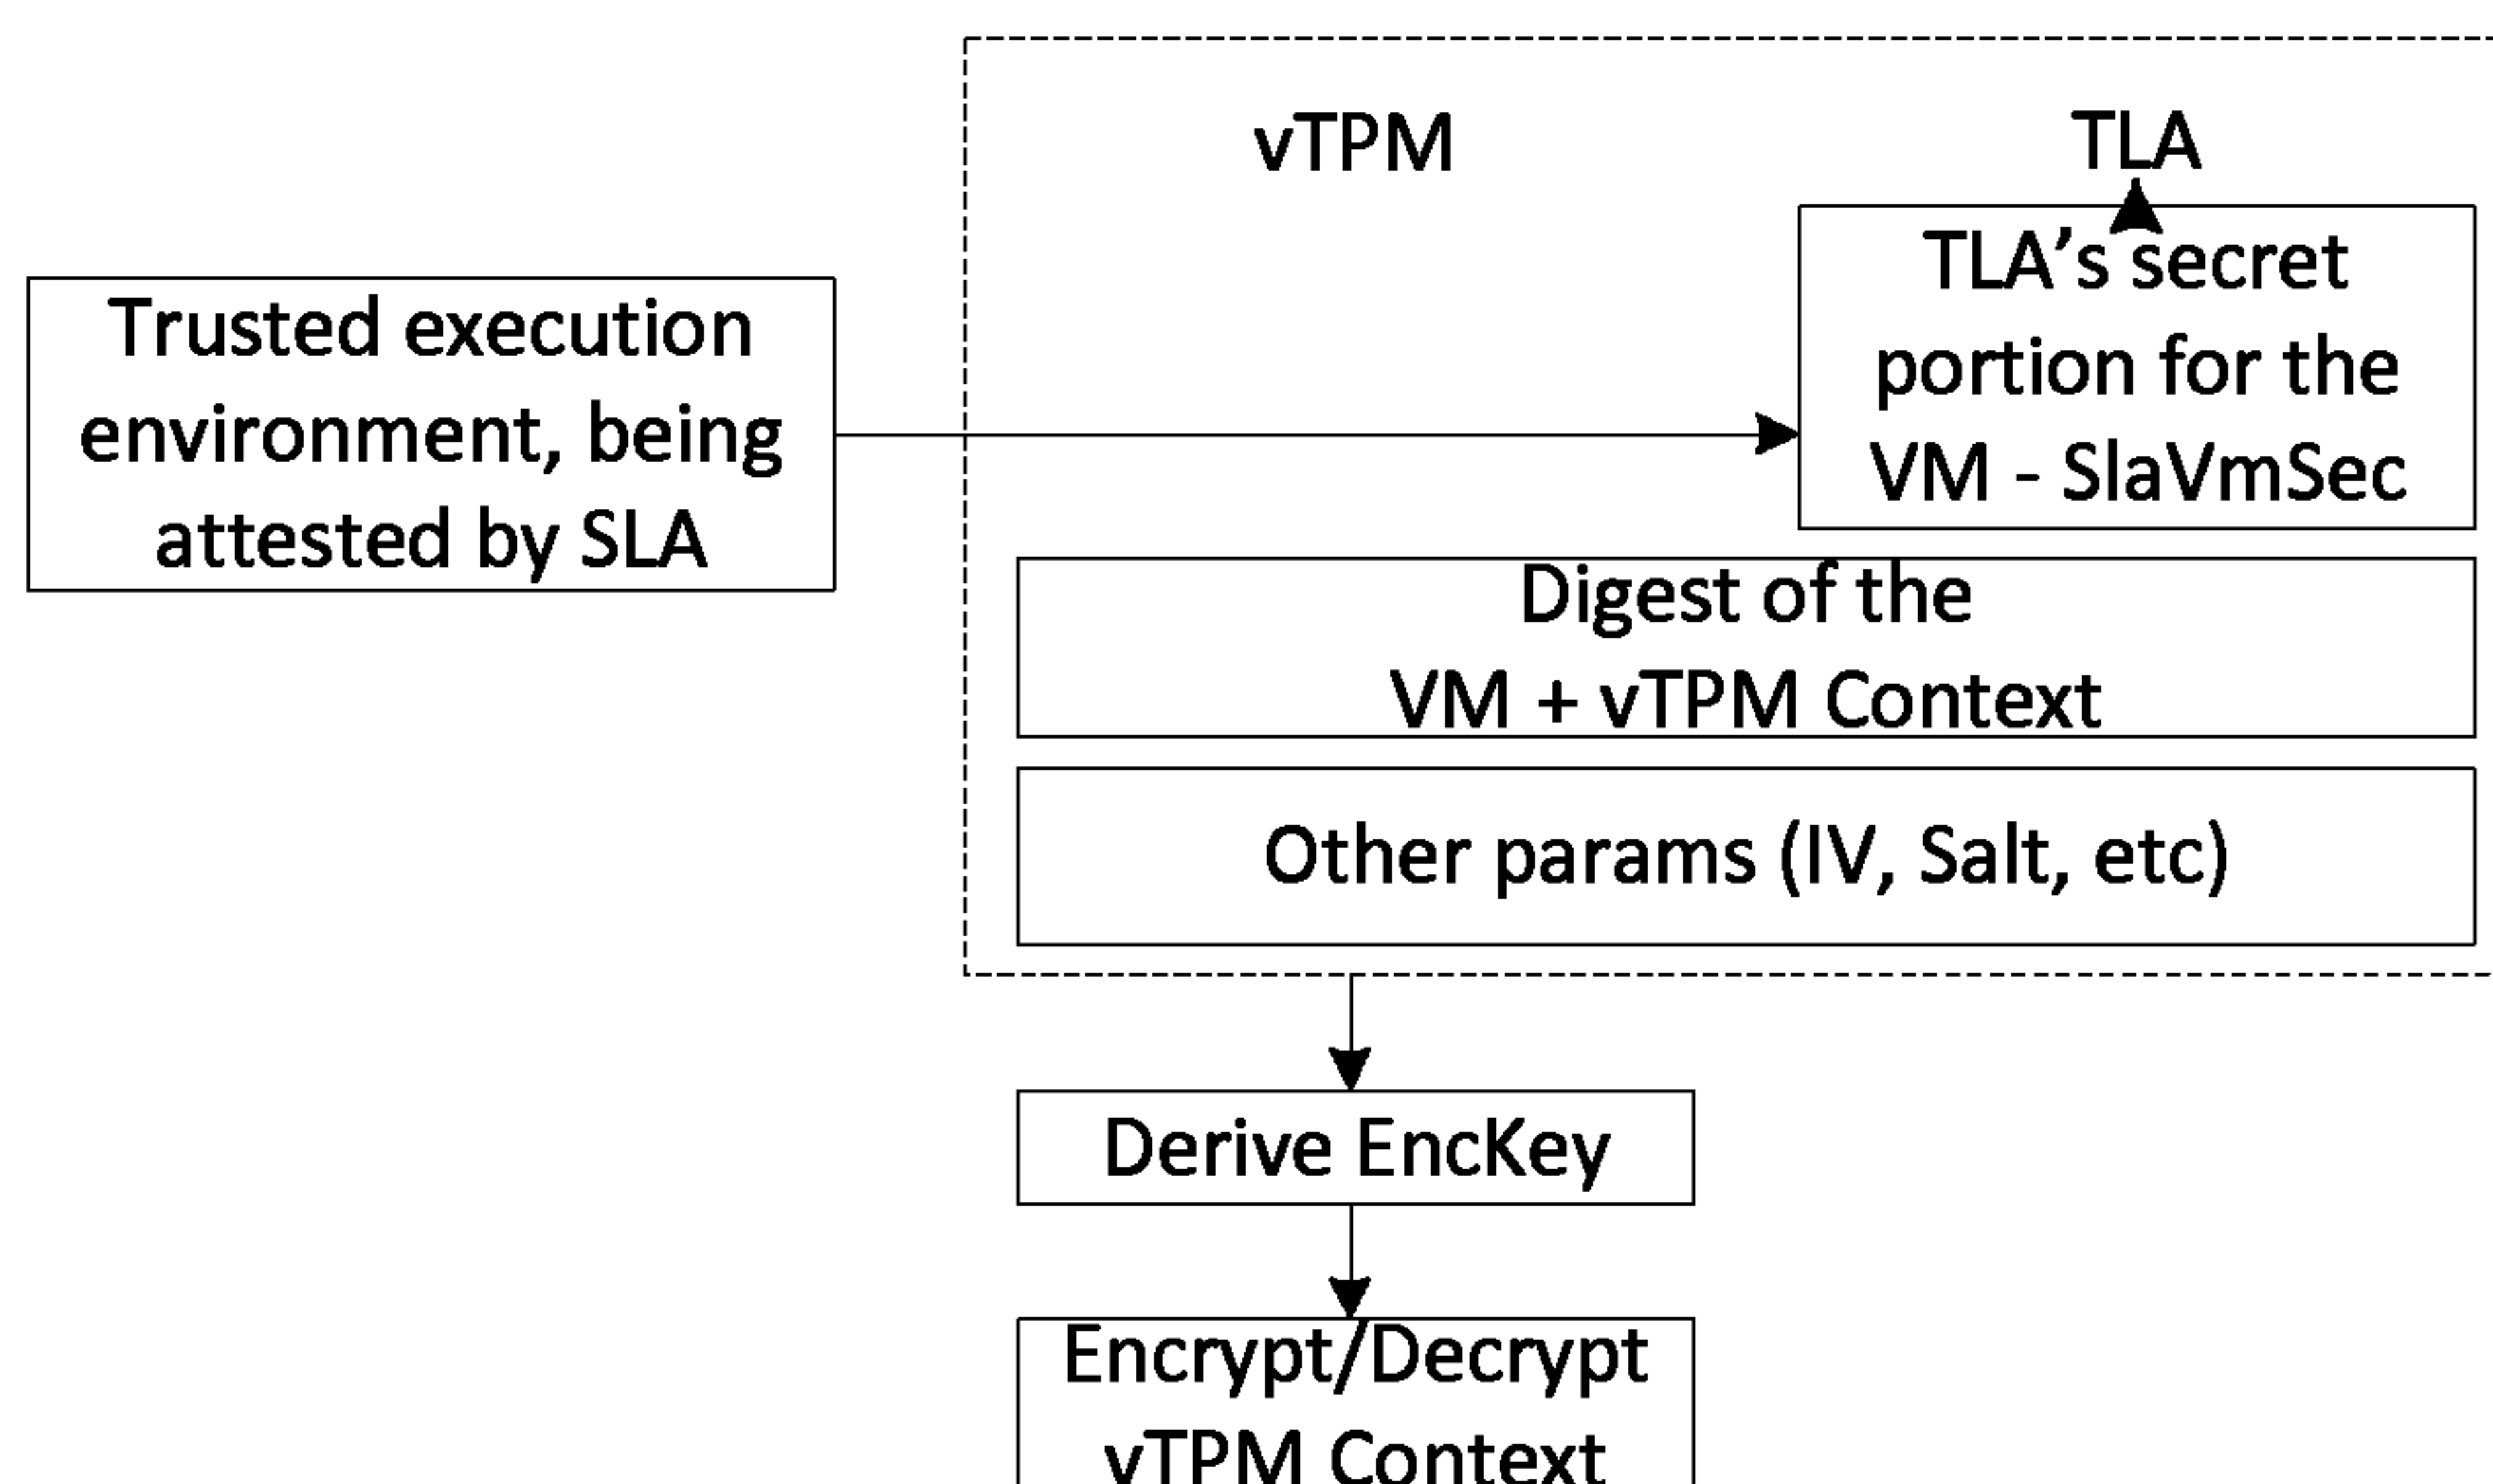 vTPM
TLA
Trusted execution
environment, being
attested by SLA
TLA’s secret
portion for the
VM - SlaVmSec
Digest of the
VM + vTPM Context
Other params (IV, Salt, etc)
Derive EncKey
Encrypt/Decrypt
vTPM Context